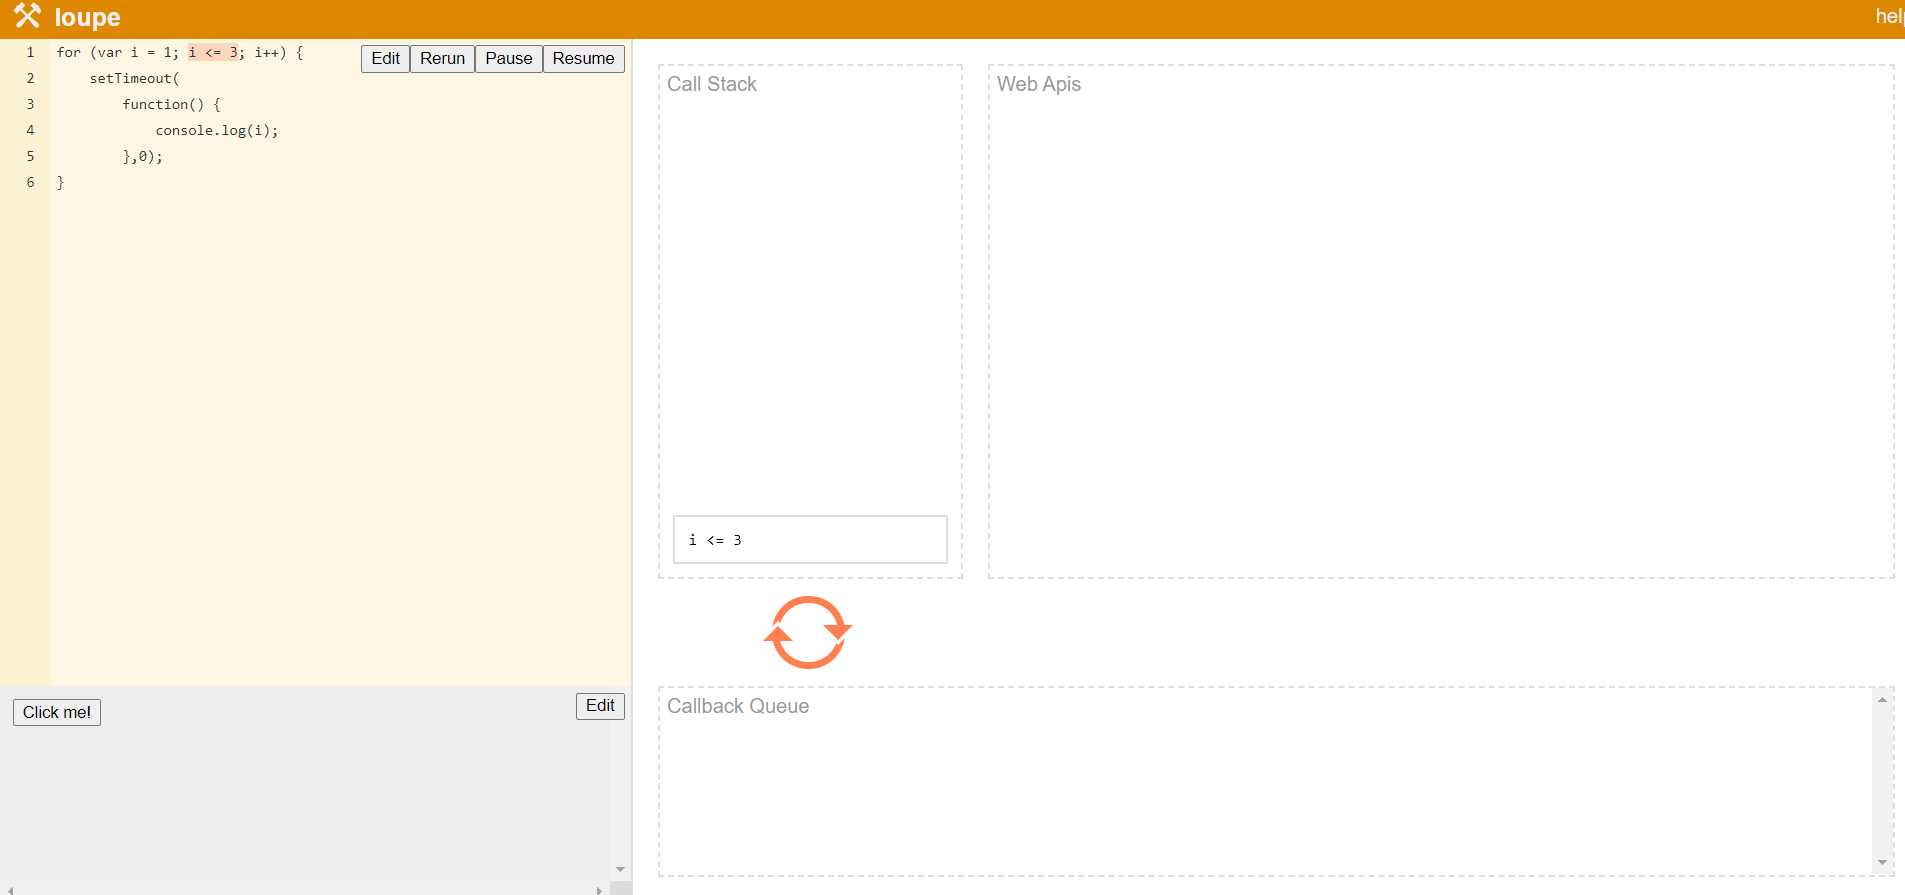 loupe
hel
1 for (var i = 1; i <= 3; i++) {
2     setTimeout(
3         function() {
4             console.log(i);
5         },0);
6 }
Edit Rerun Pause Resume
Click me!
Edit
Call Stack
i <= 3
Web Apis
Callback Queue